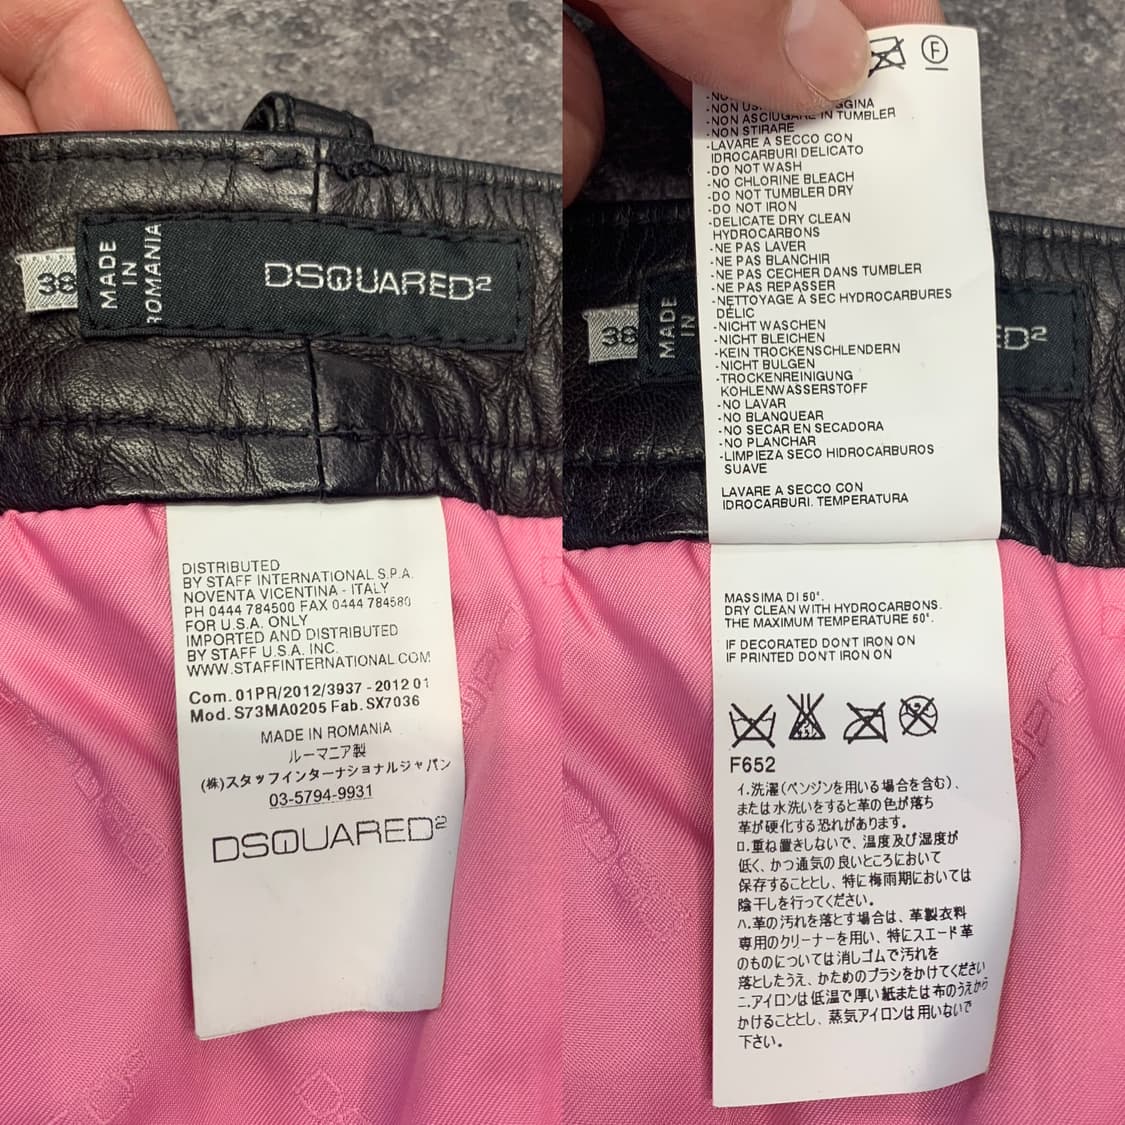 38
MADE
IN
ROMANIA
DSQUARED2
DISTRIBUTED
BY STAFF INTERNATIONAL S.P.A.
NOVENTA VICENTINA - ITALY
PH 0444 784500 FAX 0444 784580
FOR U.S.A. ONLY
IMPORTED AND DISTRIBUTED
BY STAFF U.S.A. INC.
WWW.STAFFINTERNATIONAL.COM
Com. 01PR/2012/3937 - 2012 01
Mod. S73MA0205 Fab. SX7036
MADE IN ROMANIA
ルーマニア製
(株)スタッフインターナショナルジャパン
03-5794-9931
DSQUARED2
F
-NON
-NON ASCIUGARE IN TUMBLER
-NON STIRARE
-LAVARE A SECCO CON
IDROCARBURI DELICATO
-DO NOT WASH
-NO CHLORINE BLEACH
-DO NOT TUMBLER DRY
-DO NOT IRON
-DELICATE DRY CLEAN
HYDROCARBONS
-NE PAS LAVER
-NE PAS BLANCHIR
-NE PAS CECHER DANS TUMBLER
-NE PAS REPASSER
-NETTOYAGE À SEC HYDROCARBURES
DÉLIC
-NICHT WASCHEN
-NICHT BLEICHEN
-KEIN TROCKENSCHLENDERN
-NICHT BULGEN
-TROCKENREINIGUNG
KOHLENWASSERSTOFF
-NO LAVAR
-NO BLANQUEAR
-NO SECAR EN SECADORA
-NO PLANCHAR
-LIMPIEZA SECO HIDROCARBUROS
SUAVE
LAVARE A SECCO CON
IDROCARBURI. TEMPERATURA
38
MADE
IN
ED2
MASSIMA DI 50°.
DRY CLEAN WITH HYDROCARBONS.
THE MAXIMUM TEMPERATURE 50°.
IF DECORATED DON'T IRON ON
IF PRINTED DON'T IRON ON
F652
イ.洗濯(ベンジンを用いる場合を含む)、
または水洗いをすると革の色が落ち
革が硬化する恐れがあります。
ロ.重ね置きしないで、温度及び湿度が
低く、かつ通気の良いところにおいて
保存することとし、特に梅雨期においては
陰干しを行ってください。
ハ.革の汚れを落とす場合は、革製衣料
専用のクリーナーを用い、特にスエード革
のものについては消しゴムで汚れを
落としたうえ、かためのブラシをかけてください
ニ.アイロンは低温で厚い紙または布のうえから
かけることとし、蒸気アイロンは用いないで
下さい。